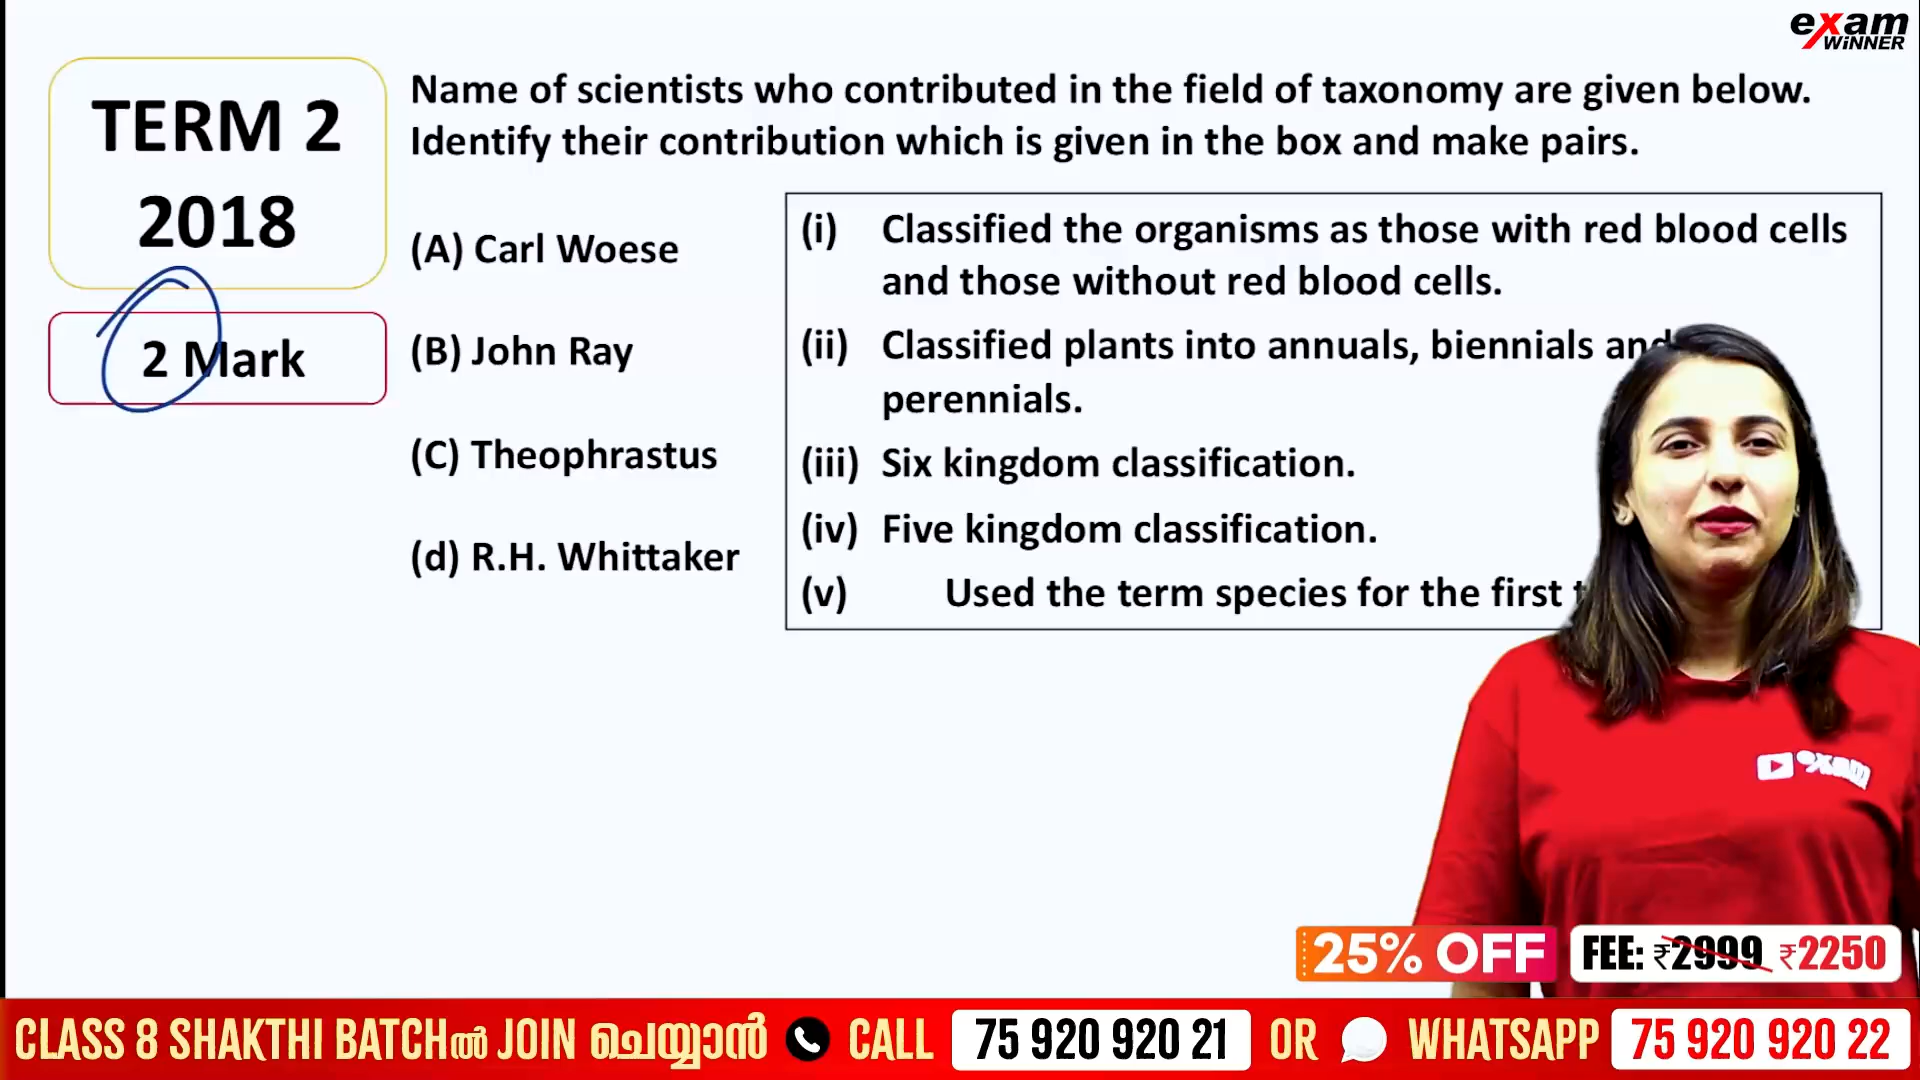 exam
WiNNER
TERM 2
2018
2 Mark
Name of scientists who contributed in the field of taxonomy are given below.
Identify their contribution which is given in the box and make pairs.
(A) Carl Woese
(B) John Ray
(C) Theophrastus
(d) R.H. Whittaker
(i) Classified the organisms as those with red blood cells
and those without red blood cells.
(ii) Classified plants into annuals, biennials and
perennials.
(iii) Six kingdom classification.
(iv) Five kingdom classification.
(v) Used the term species for the first
exam
25% OFF
FEE: ₹2999 ₹2250
CLASS 8 SHAKTHI BATCHൽ JOIN ചെയ്യാൻ CALL 75 920 920 21 OR WHATSAPP 75 920 920 22